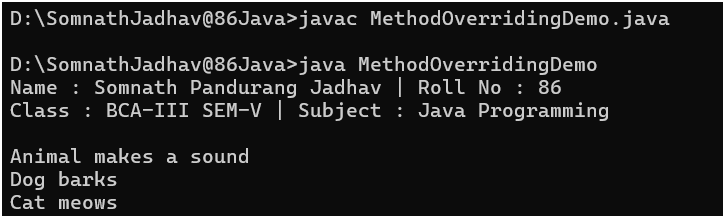 D:\SomnathJadhav@86Java>javac MethodOverridingDemo.java
D:\SomnathJadhav@86Java>java MethodOverridingDemo
Name : Somnath Pandurang Jadhav | Roll No : 86
Class : BCA-III SEM-V | Subject : Java Programming
Animal makes a sound
Dog barks
Cat meows